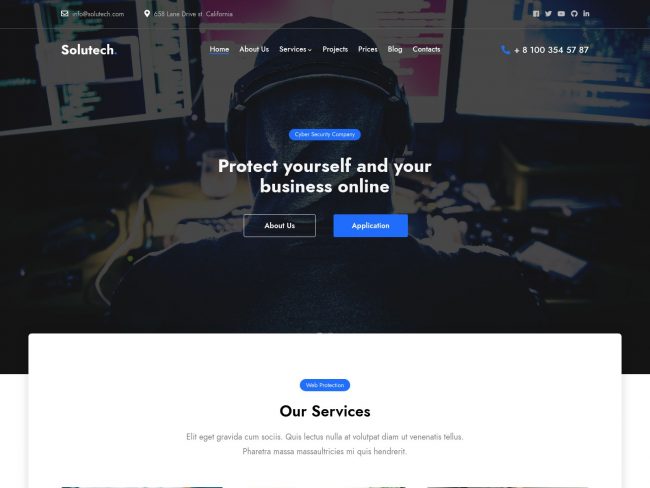 info@solutech.com 658 Lane Drive st. California
Solutech.
Home About Us Services Projects Prices Blog Contacts
+ 8 100 354 57 87
Cyber Security Company
Protect yourself and your
business online
About Us Application
Web Protection
Our Services
Elit eget gravida cum sociis. Quis lectus nulla at volutpat diam ut venenatis tellus.
Pharetra massa massaultricies mi quis hendrerit.